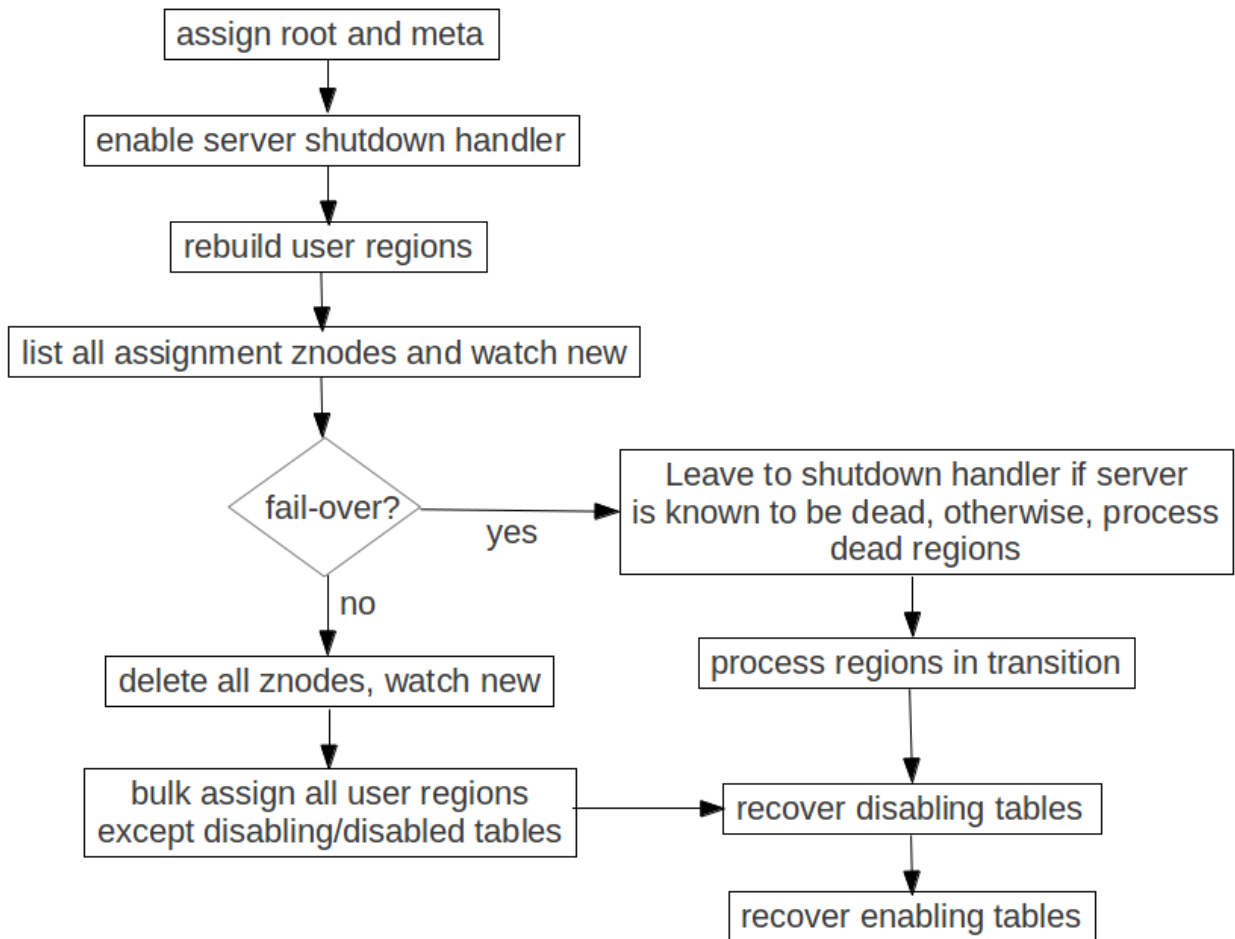 assign root and meta
enable server shutdown handler
rebuild user regions
list all assignment znodes and watch new
fail-over?
yes
Leave to shutdown handler if server
is known to be dead, otherwise, process
dead regions
no
process regions in transition
delete all znodes, watch new
bulk assign all user regions
except disabling/disabled tables
recover disabling tables
recover enabling tables